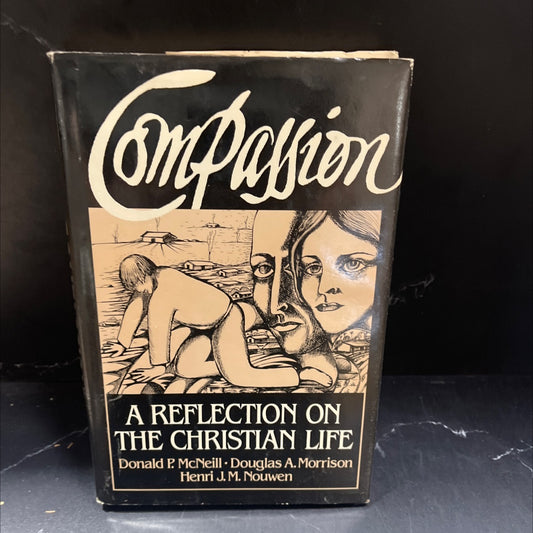 Compassion
A REFLECTION ON
THE CHRISTIAN LIFE
Donald P. McNeill · Douglas A. Morrison
Henri J. M. Nouwen